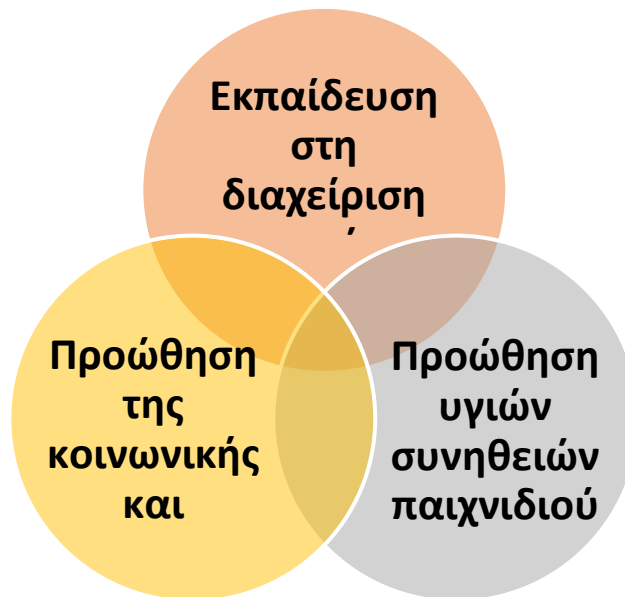 Εκπαίδευση
στη
διαχείριση
Προώθηση
της
κοινωνικής
και
Προώθηση
υγιών
συνηθειών
παιχνιδιού